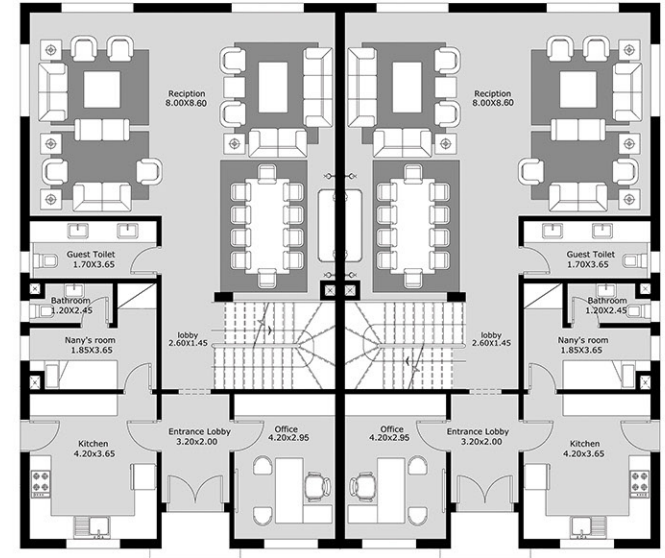 Reciption
8.00X8.60
Reciption
8.00X8.60
Guest Toilet
1.70X3.65
Guest Toilet
1.70X3.65
Bathroom
1.20X2.45
Bathroom
1.20X2.45
lobby
2.60X1.45
lobby
2.60X1.45
Nany's room
1.85X3.65
Nany's room
1.85X3.65
Kitchen
4.20x3.65
Entrance Lobby
3.20x2.00
Office
4.20x2.95
Office
4.20x2.95
Entrance Lobby
3.20x2.00
Kitchen
4.20x3.65